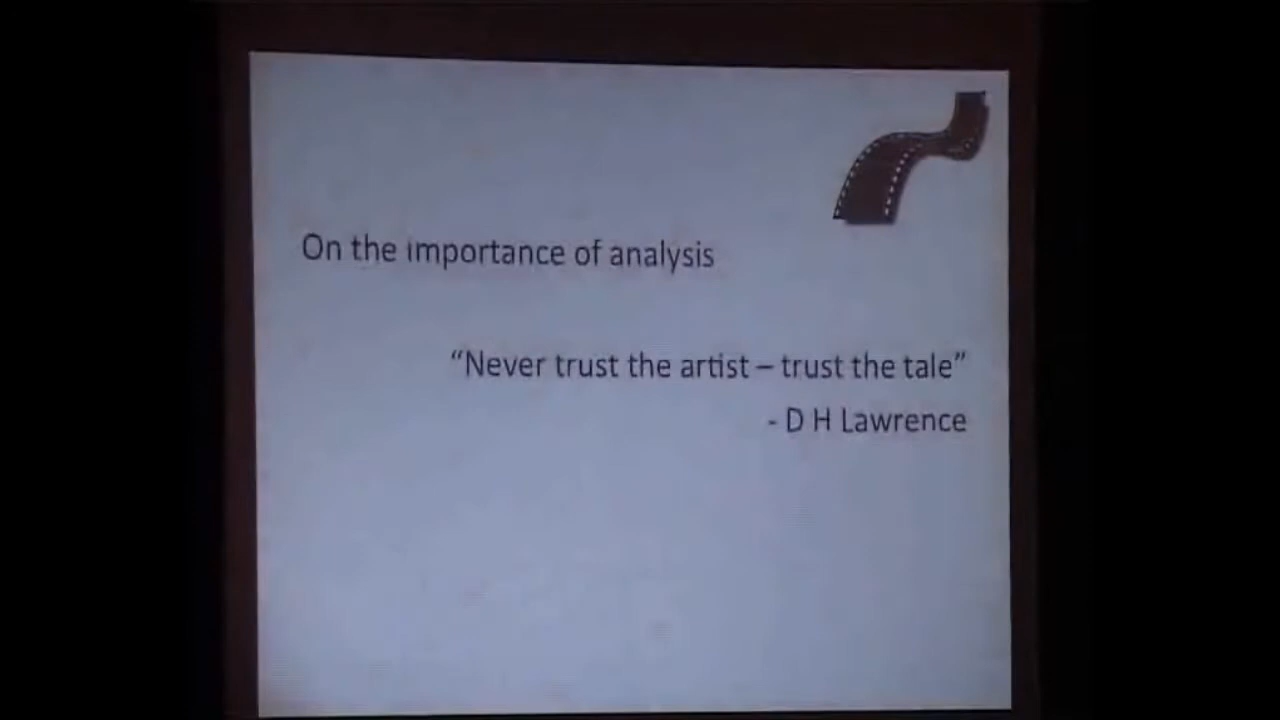 On the importance of analysis
“Never trust the artist – trust the tale”
- D H Lawrence